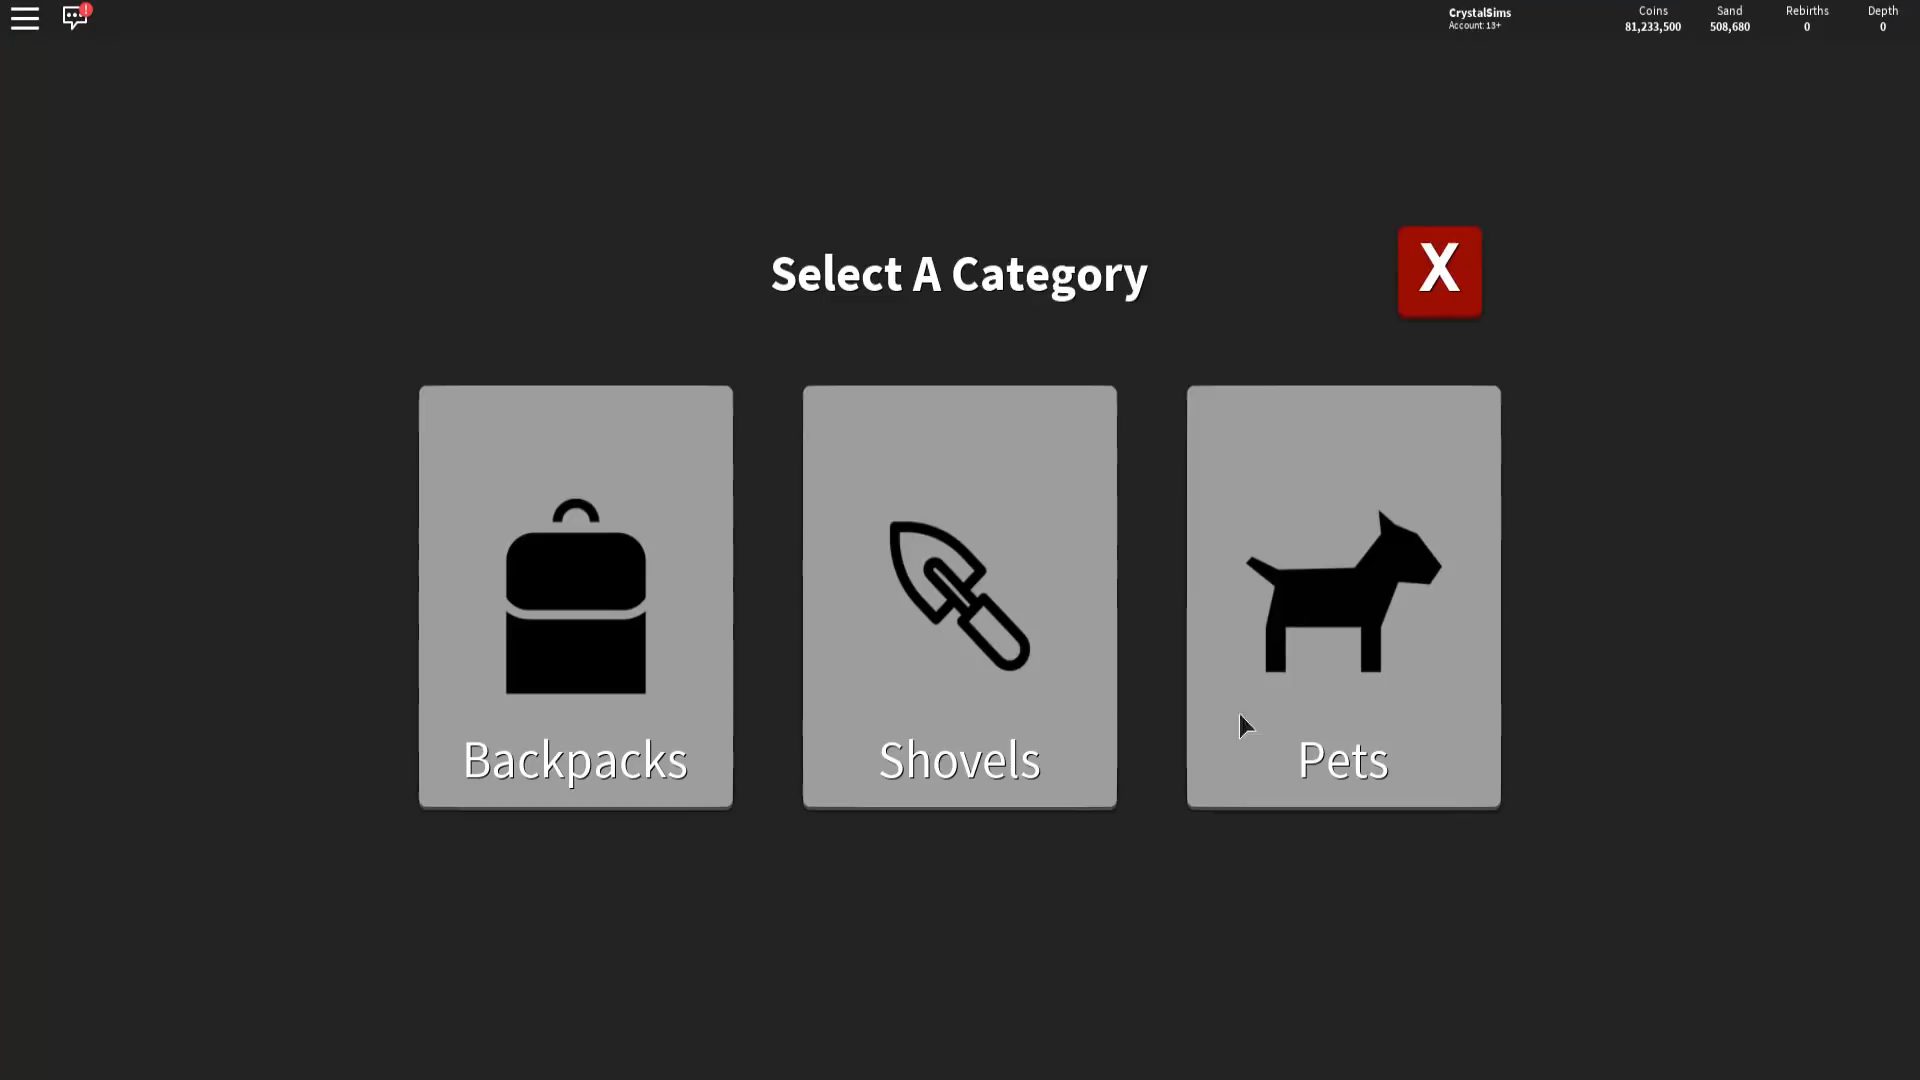 CrystalSims
Account: 13+
Coins
81,233,500
Sand
508,680
Rebirths
0
Depth
0
Select A Category
X
Backpacks
Shovels
Pets